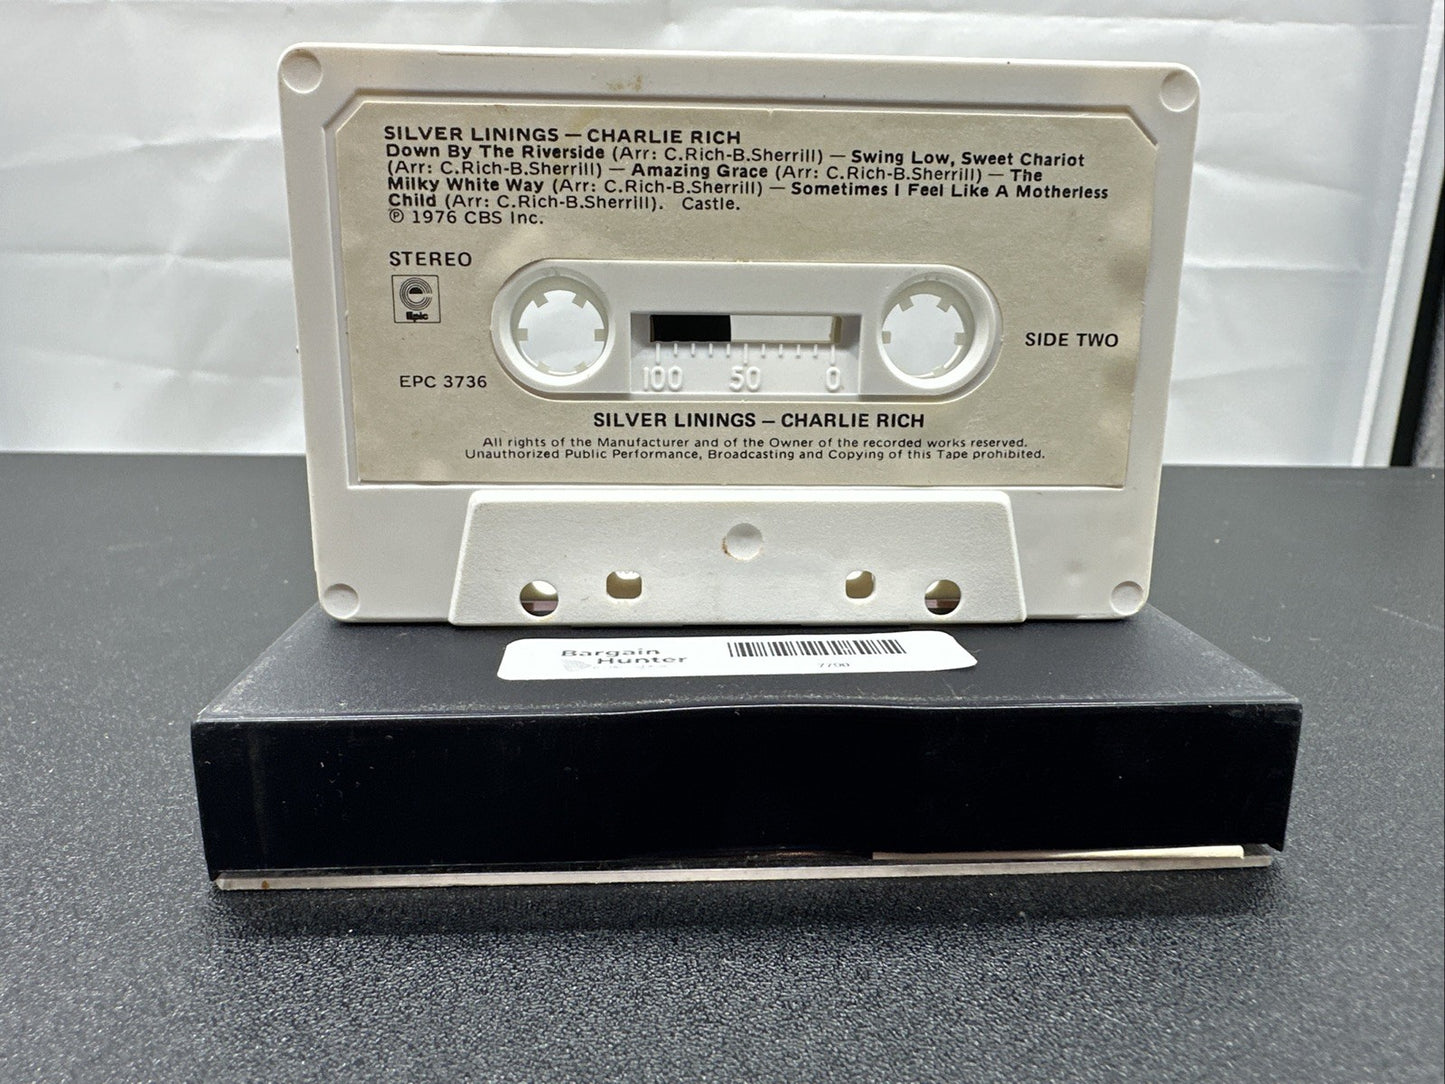 SILVER LININGS — CHARLIE RICH
Down By The Riverside (Arr: C.Rich-B.Sherrill) — Swing Low, Sweet Chariot
(Arr: C.Rich-B.Sherrill) — Amazing Grace (Arr: C.Rich-B.Sherrill) — The
Milky White Way (Arr: C.Rich-B.Sherrill) — Sometimes I Feel Like A Motherless
Child (Arr: C.Rich-B.Sherrill). Castle.
℗ 1976 CBS Inc.
STEREO
Epic
SIDE TWO
EPC 3736
100 50 0
SILVER LININGS — CHARLIE RICH
All rights of the Manufacturer and of the Owner of the recorded works reserved.
Unauthorized Public Performance, Broadcasting and Copying of this Tape prohibited.
Bargain
Hunter